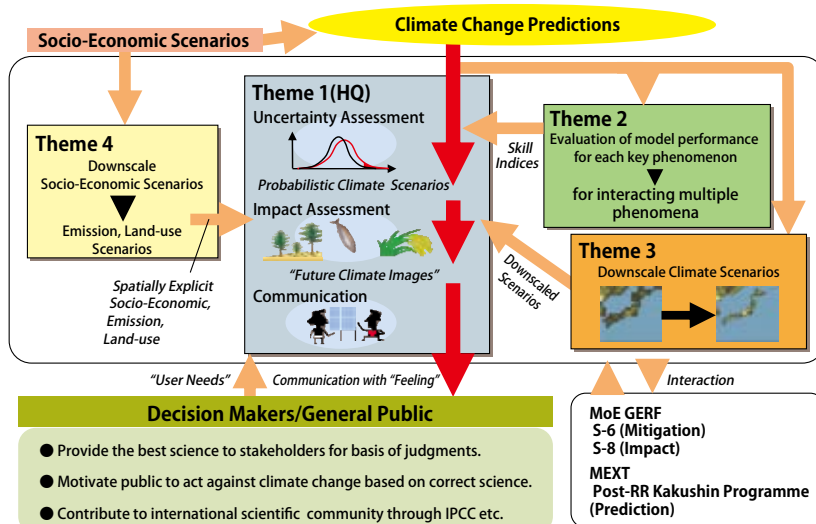 Socio-Economic Scenarios
Climate Change Predictions
Theme 1(HQ)
Uncertainty Assessment
Probabilistic Climate Scenarios
Impact Assessment
"Future Climate Images"
Communication
Theme 4
Downscale
Socio-Economic Scenarios
Emission, Land-use
Scenarios
Spatially Explicit
Socio-Economic,
Emission,
Land-use
Skill
Indices
Theme 2
Evaluation of model performance
for each key phenomenon
for interacting multiple
phenomena
Downscaled
Scenarios
Theme 3
Downscale Climate Scenarios
"User Needs"
Communication with "Feeling"
Interaction
Decision Makers/General Public
● Provide the best science to stakeholders for basis of judgments.
● Motivate public to act against climate change based on correct science.
● Contribute to international scientific community through IPCC etc.
MoE GERF
S-6 (Mitigation)
S-8 (Impact)
MEXT
Post-RR Kakushin Programme
(Prediction)